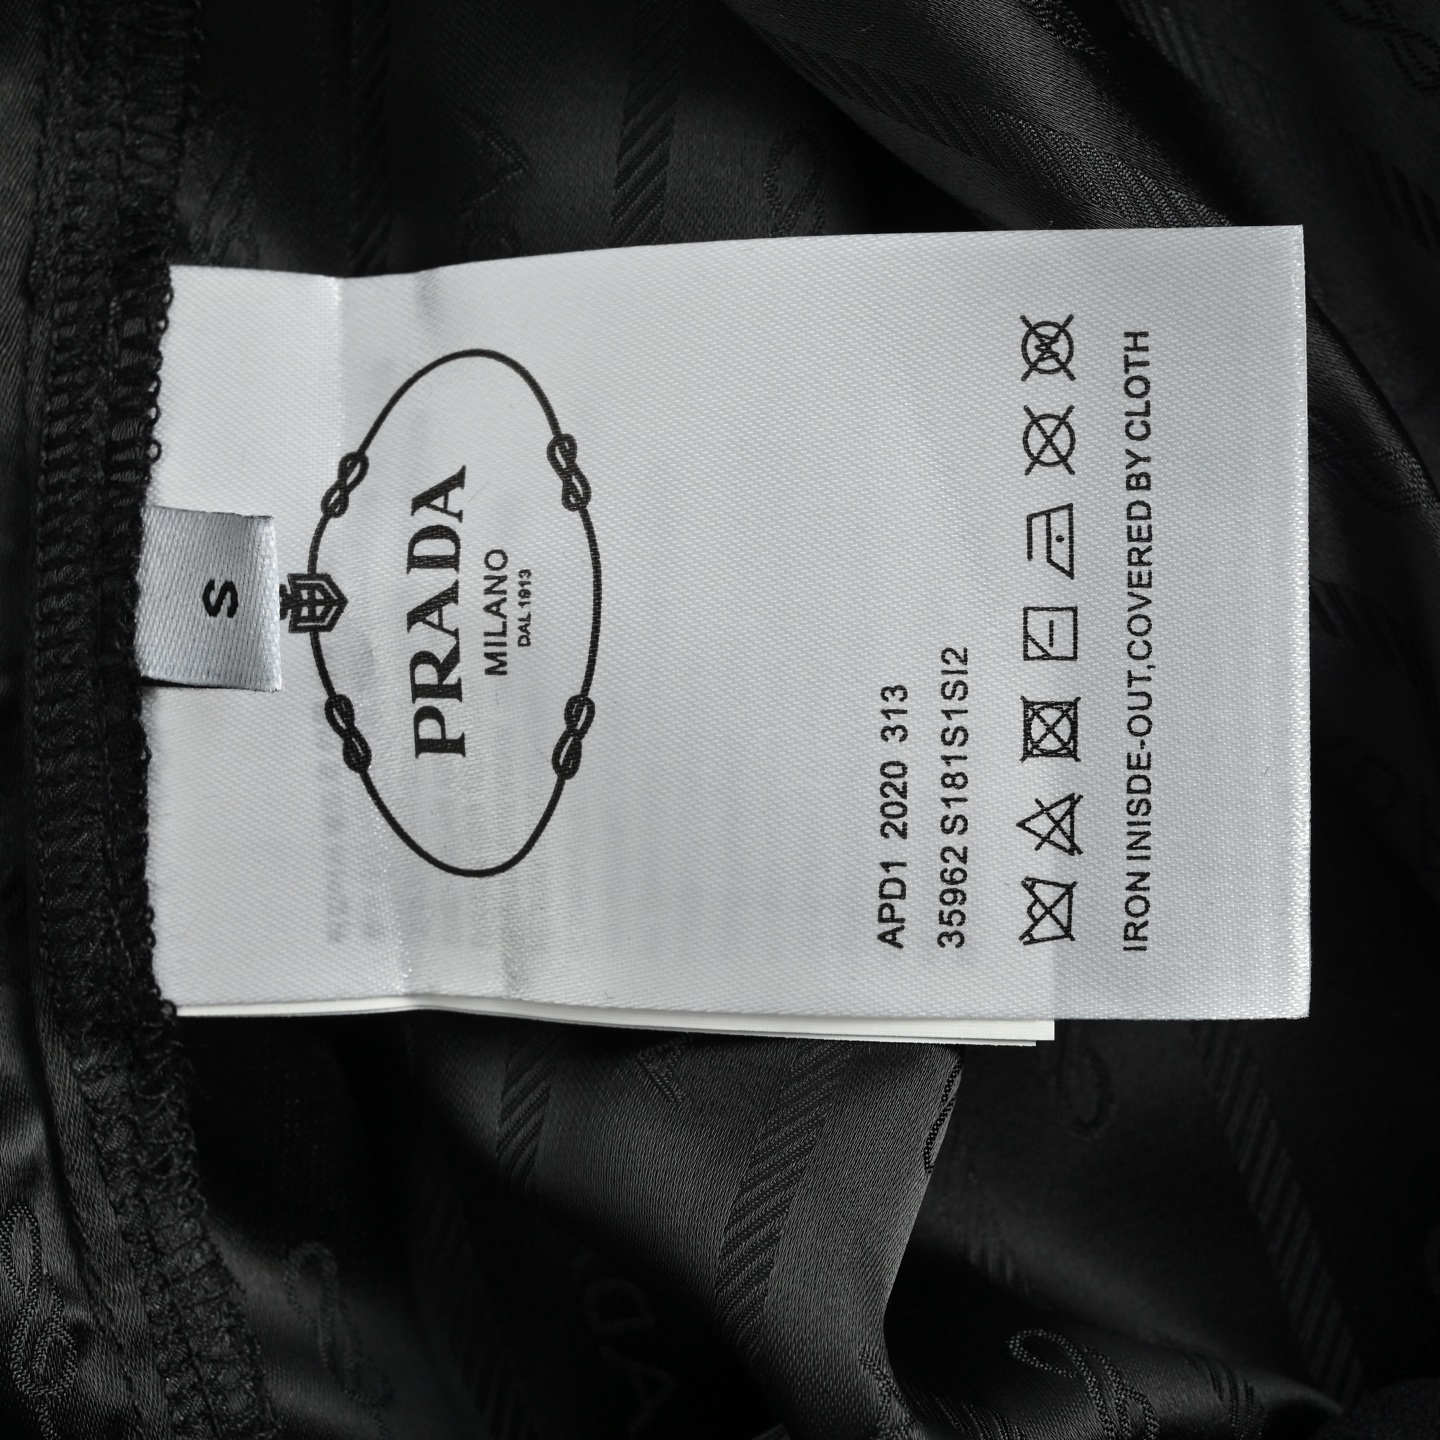 S
PRADA
MILANO
DAL 1913
APD1 2020 313
35962 S181S1SI2
IRON INISDE-OUT,COVERED BY CLOTH